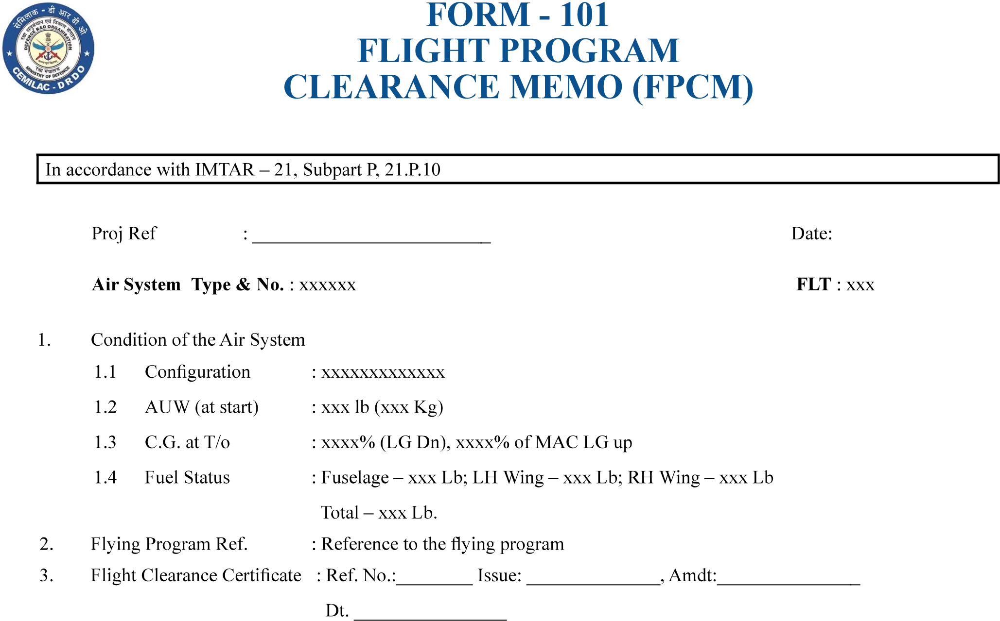 सेमिलाक - डी आर डी ओ
रक्षा अनुसंधान एवं विकास संगठन
DEFENCE R&D ORGANISATION
रक्षा मंत्रालय
MINISTRY OF DEFENCE
CEMILAC - DRDO
FORM - 101
FLIGHT PROGRAM
CLEARANCE MEMO (FPCM)
In accordance with IMTAR – 21, Subpart P, 21.P.10
Proj Ref : _________________________ Date:
Air System Type & No. : xxxxxx FLT : xxx
1. Condition of the Air System
1.1 Configuration : xxxxxxxxxxxxx
1.2 AUW (at start) : xxx lb (xxx Kg)
1.3 C.G. at T/o : xxxx% (LG Dn), xxxx% of MAC LG up
1.4 Fuel Status : Fuselage – xxx Lb; LH Wing – xxx Lb; RH Wing – xxx Lb
Total – xxx Lb.
2. Flying Program Ref. : Reference to the flying program
3. Flight Clearance Certificate : Ref. No.:________ Issue: ______________, Amdt:_______________
Dt. ________________